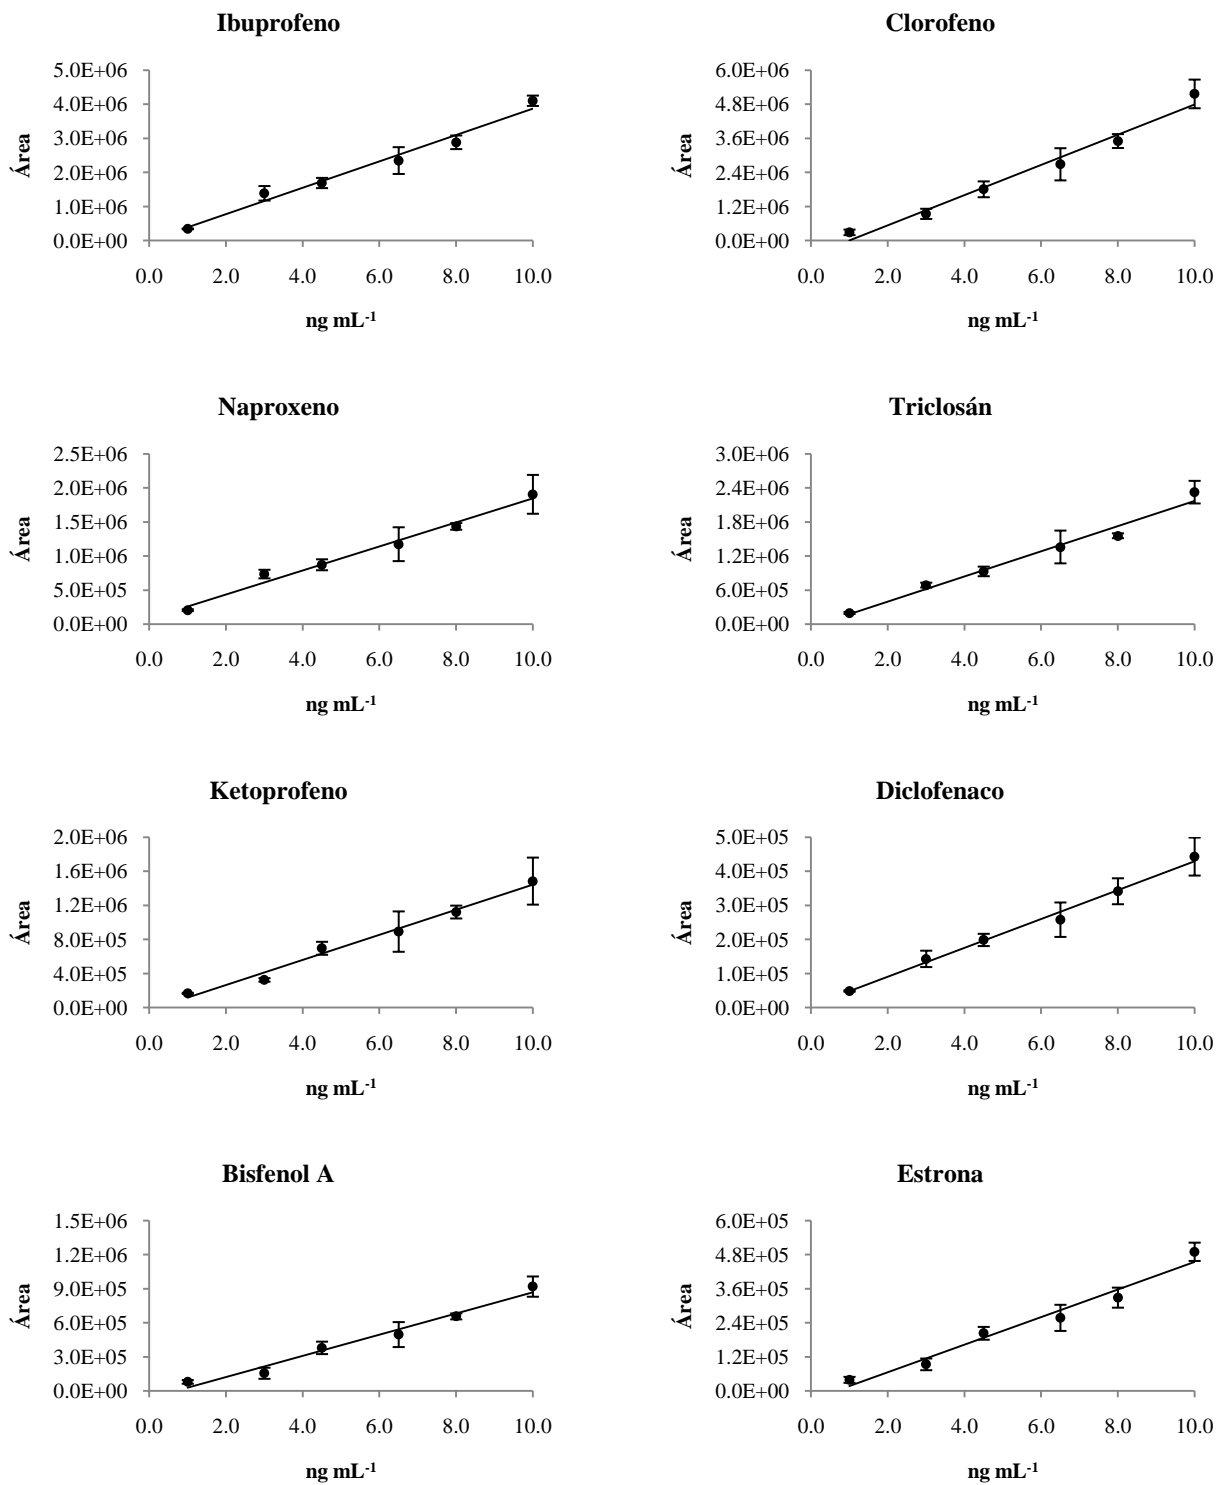 Ibuprofeno
5.0E+06
4.0E+06
3.0E+06
2.0E+06
1.0E+06
0.0E+00
Área
0.0 2.0 4.0 6.0 8.0 10.0
ng mL⁻¹
Clorofeno
6.0E+06
4.8E+06
3.6E+06
2.4E+06
1.2E+06
0.0E+00
Área
0.0 2.0 4.0 6.0 8.0 10.0
ng mL⁻¹
Naproxeno
2.5E+06
2.0E+06
1.5E+06
1.0E+06
5.0E+05
0.0E+00
Área
0.0 2.0 4.0 6.0 8.0 10.0
ng mL⁻¹
Triclosán
3.0E+06
2.4E+06
1.8E+06
1.2E+06
6.0E+05
0.0E+00
Área
0.0 2.0 4.0 6.0 8.0 10.0
ng mL⁻¹
Ketoprofeno
2.0E+06
1.6E+06
1.2E+06
8.0E+05
4.0E+05
0.0E+00
Área
0.0 2.0 4.0 6.0 8.0 10.0
ng mL⁻¹
Diclofenaco
5.0E+05
4.0E+05
3.0E+05
2.0E+05
1.0E+05
0.0E+00
Área
0.0 2.0 4.0 6.0 8.0 10.0
ng mL⁻¹
Bisfenol A
1.5E+06
1.2E+06
9.0E+05
6.0E+05
3.0E+05
0.0E+00
Área
0.0 2.0 4.0 6.0 8.0 10.0
ng mL⁻¹
Estrona
6.0E+05
4.8E+05
3.6E+05
2.4E+05
1.2E+05
0.0E+00
Área
0.0 2.0 4.0 6.0 8.0 10.0
ng mL⁻¹